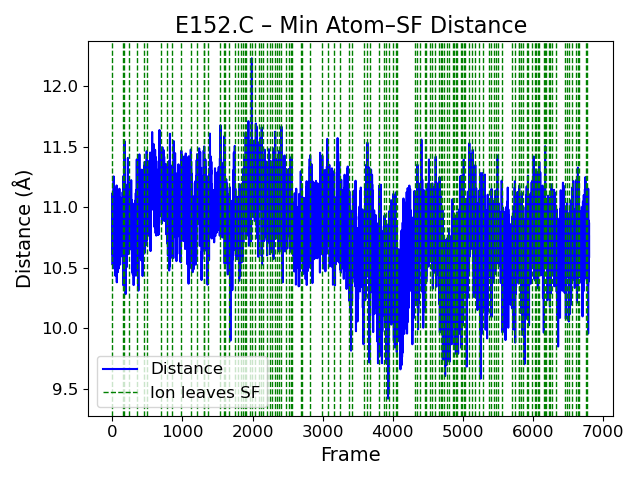 E152.C – Min Atom–SF Distance
Distance (Å)
12.0
11.5
11.0
10.5
10.0
9.5
Distance
Ion leaves SF
0 1000 2000 3000 4000 5000 6000 7000
Frame